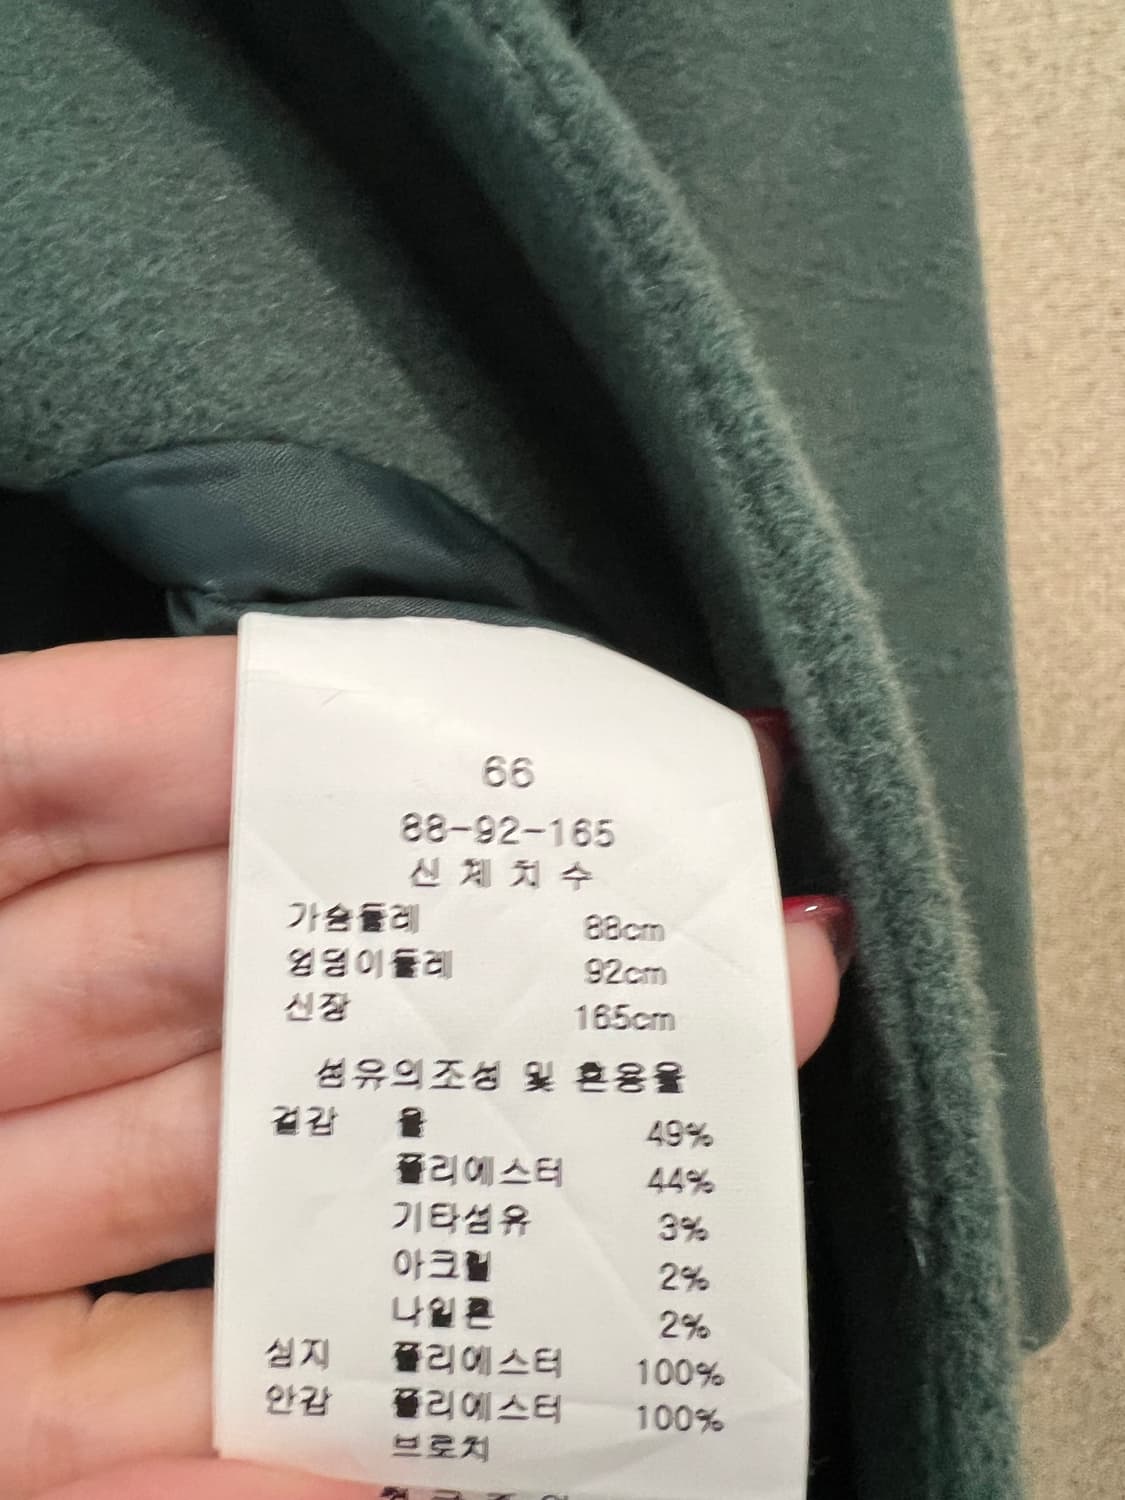 66
88-92-165
신 체 치 수
가슴둘레 88cm
엉덩이둘레 92cm
신장 165cm
섬유의조성 및 혼용율
겉감 울 49%
폴리에스터 44%
기타섬유 3%
아크릴 2%
나일론 2%
심지 폴리에스터 100%
안감 폴리에스터 100%
브로치